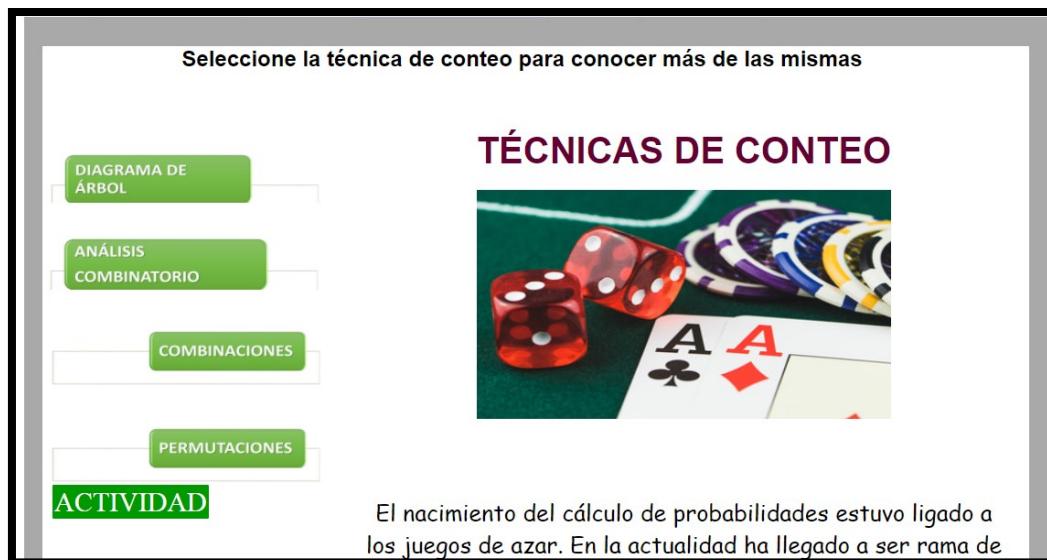 Seleccione la técnica de conteo para conocer más de las mismas
TÉCNICAS DE CONTEO
DIAGRAMA DE
ÁRBOL
ANÁLISIS
COMBINATORIO
COMBINACIONES
PERMUTACIONES
ACTIVIDAD
A A
El nacimiento del cálculo de probabilidades estuvo ligado a
los juegos de azar. En la actualidad ha llegado a ser rama de